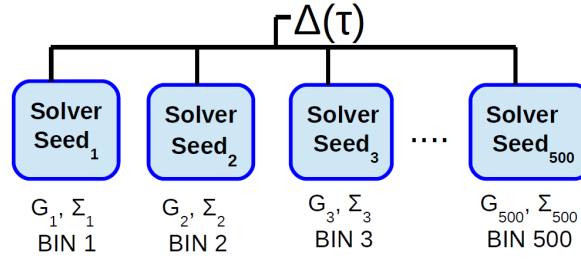 Δ(τ)
Solver Seed₁
Solver Seed₂
Solver Seed₃
....
Solver Seed₅₀₀
G₁, Σ₁
BIN 1
G₂, Σ₂
BIN 2
G₃, Σ₃
BIN 3
G₅₀₀, Σ₅₀₀
BIN 500